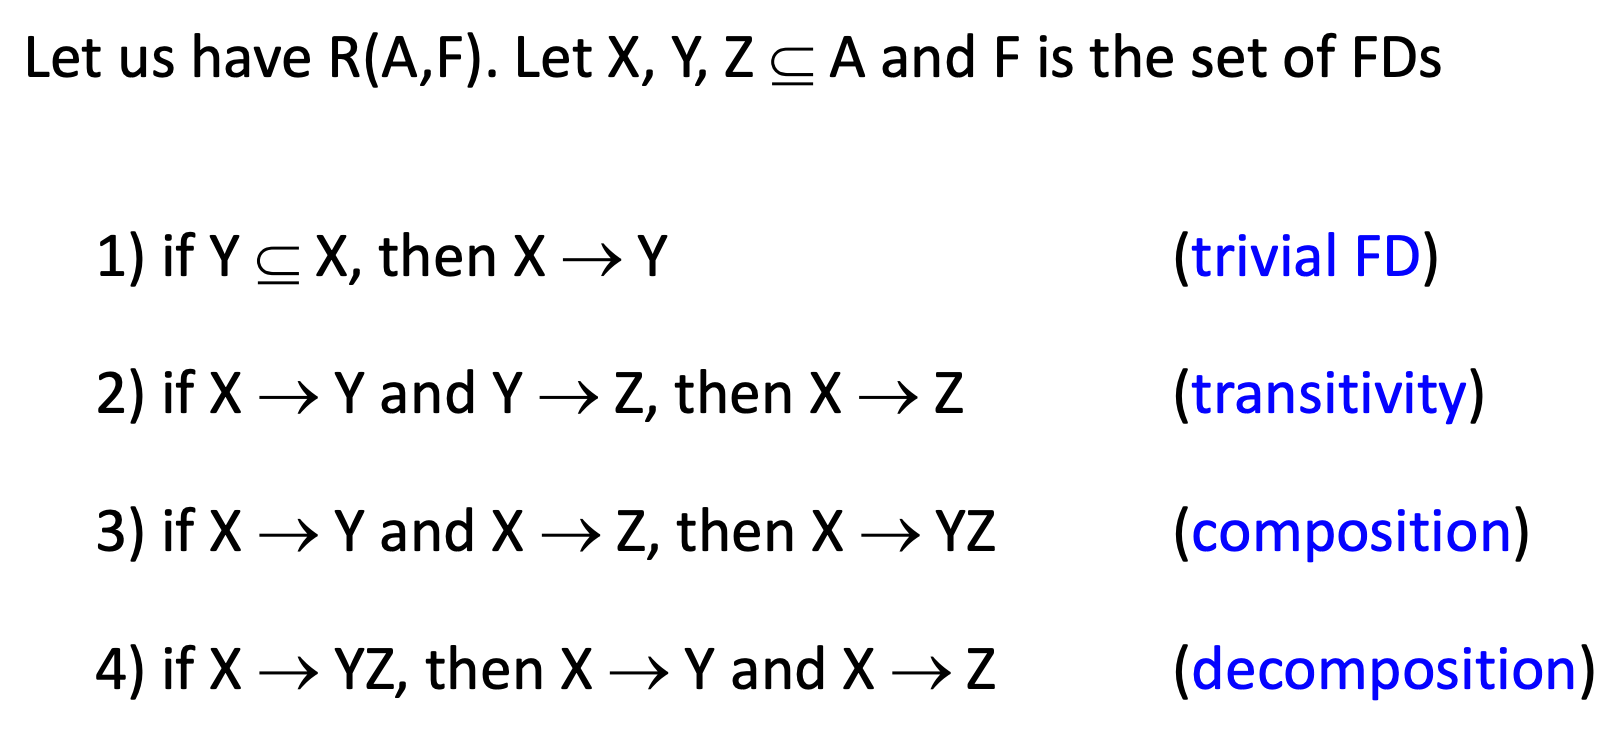 Let us have R(A,F). Let X, Y, Z ⊆ A and F is the set of FDs
1) if Y ⊆ X, then X → Y (trivial FD)
2) if X → Y and Y → Z, then X → Z (transitivity)
3) if X → Y and X → Z, then X → YZ (composition)
4) if X → YZ, then X → Y and X → Z (decomposition)